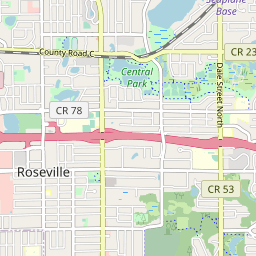 Seaplane
Base
County Road,C
CR 23
Central
Park
Dale Street North
CR 78
Roseville
CR 53